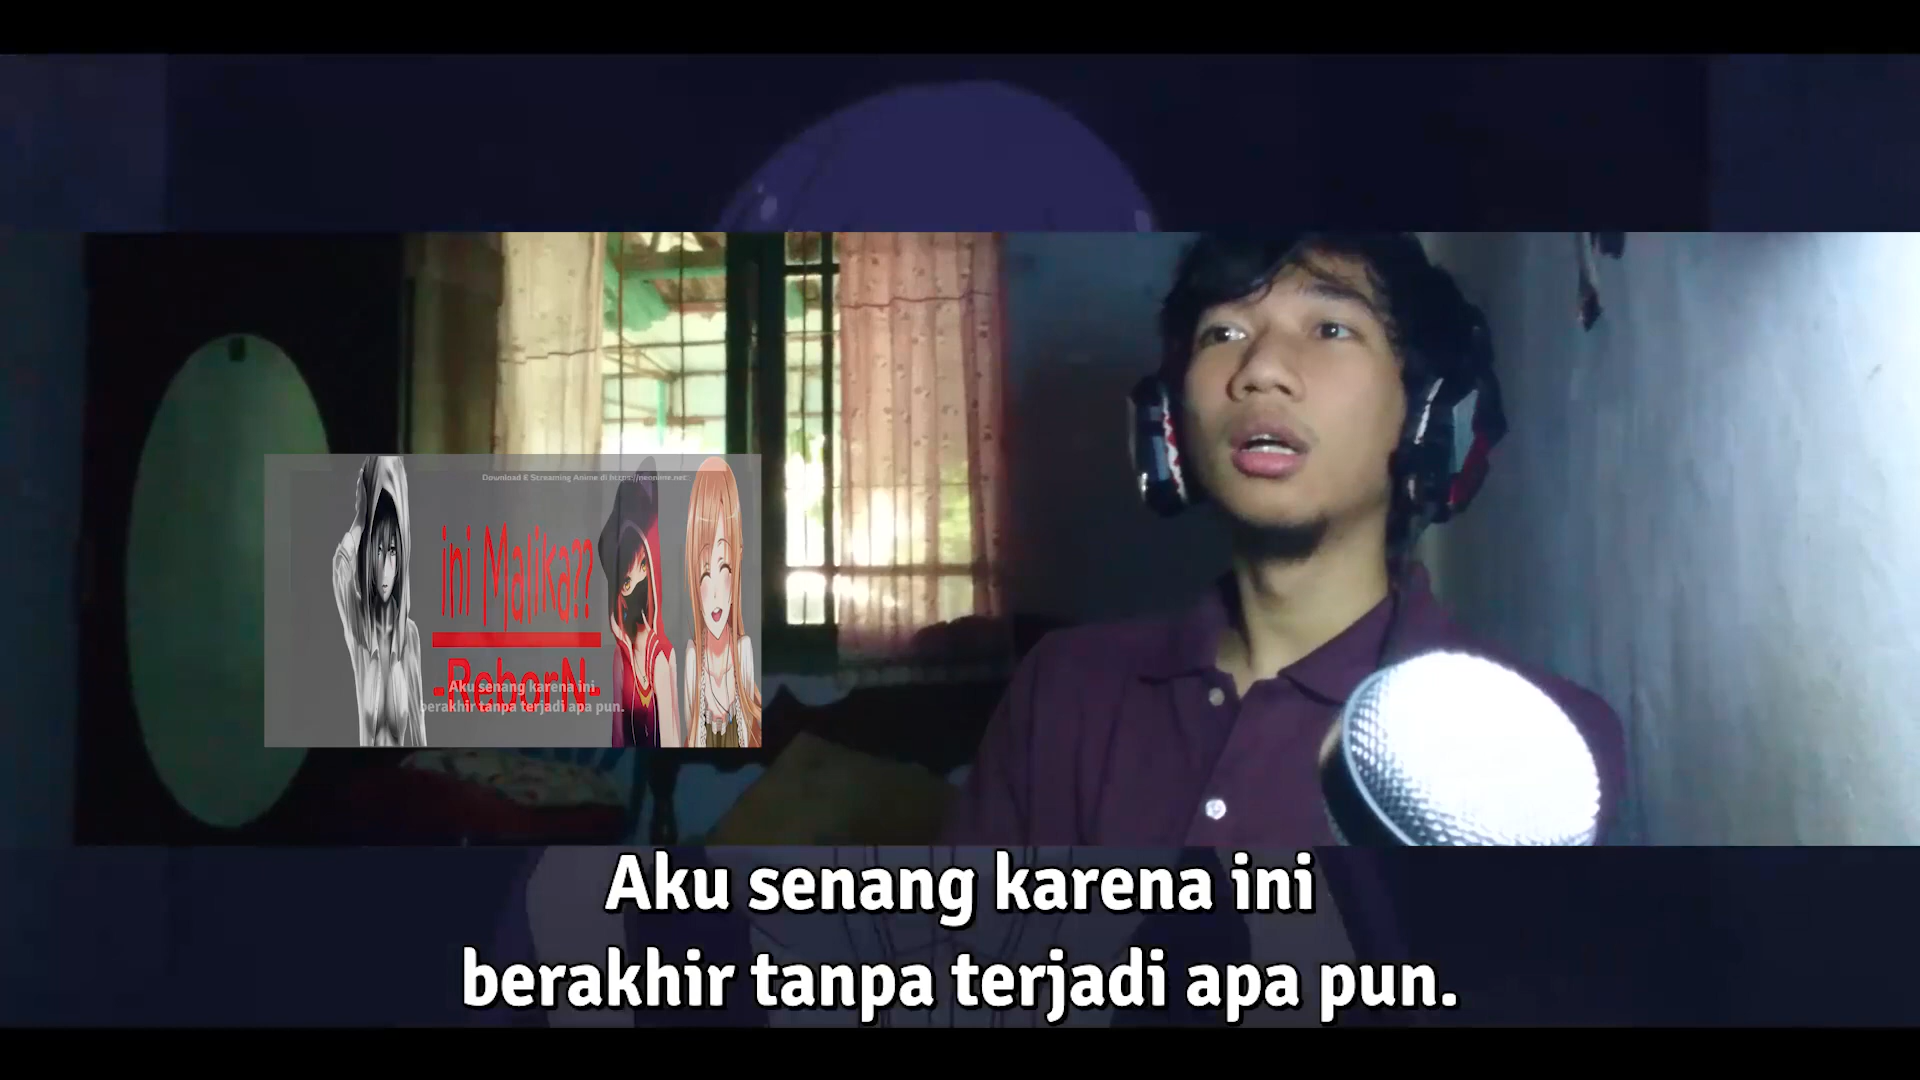 Download & Streaming Anime di https://neonime.net
ini Malika??
-ReborN-
Aku senang karena ini
berakhir tanpa terjadi apa pun.
Aku senang karena ini
berakhir tanpa terjadi apa pun.